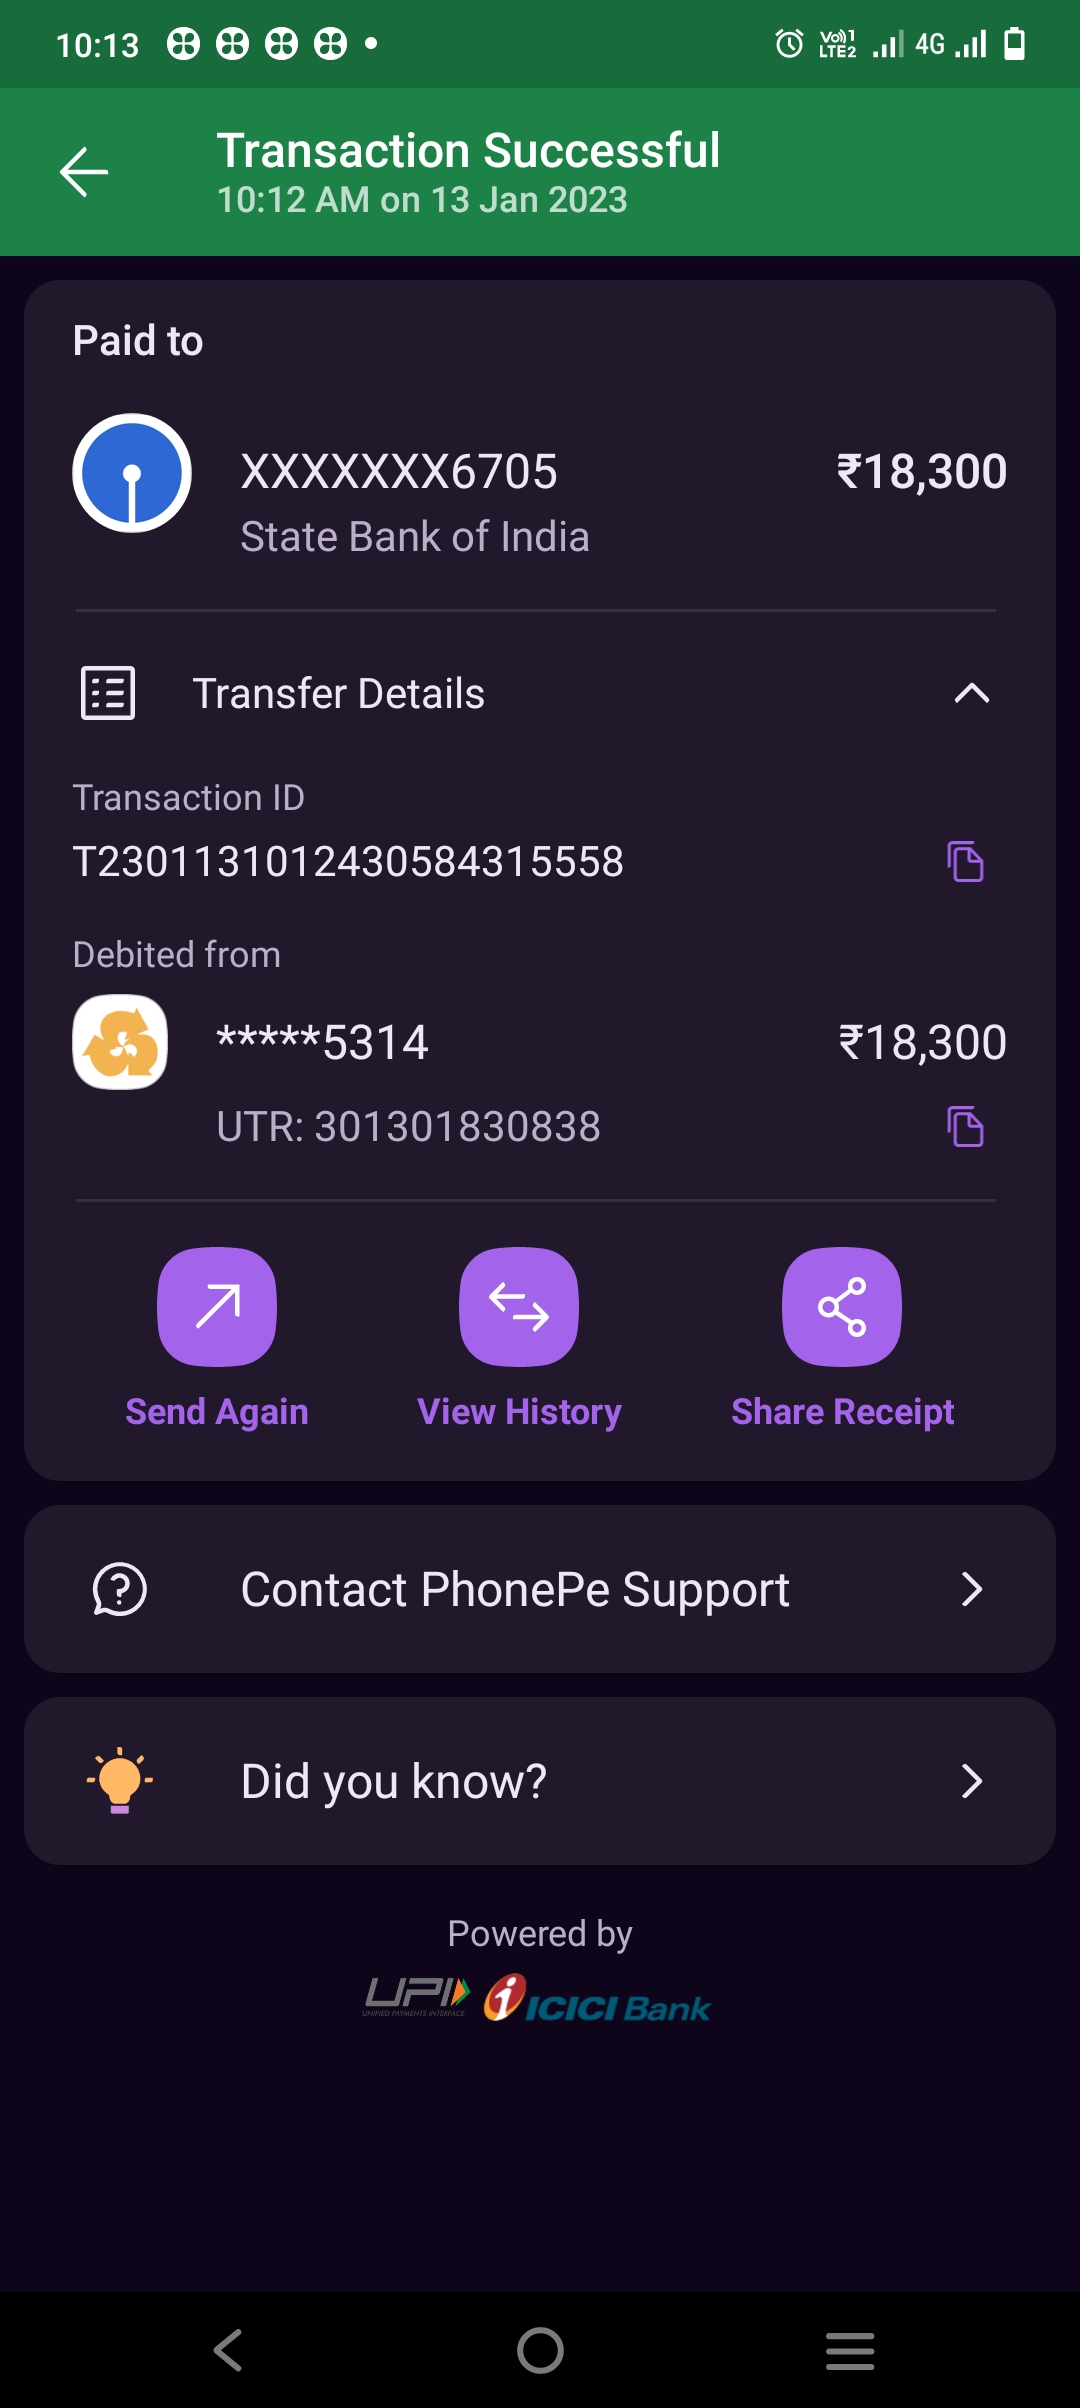 10:13
Vo))1
LTE2
4G
Transaction Successful
10:12 AM on 13 Jan 2023
Paid to
XXXXXXX6705
₹18,300
State Bank of India
Transfer Details
Transaction ID
T2301131012430584315558
Debited from
*****5314
₹18,300
UTR: 301301830838
Send Again
View History
Share Receipt
Contact PhonePe Support
Did you know?
Powered by
UPI
UNIFIED PAYMENTS INTERFACE
ICICI Bank